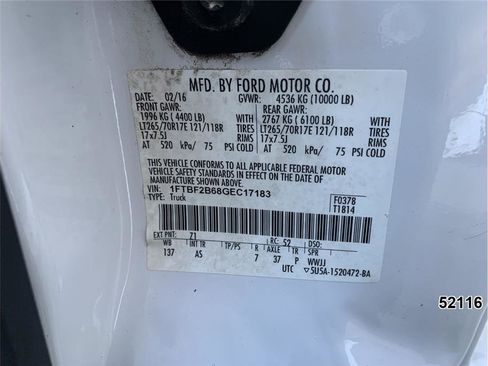 MFD. BY FORD MOTOR CO.
DATE: 02/16 GVWR: 4536 KG (10000 LB)
FRONT GAWR: REAR GAWR:
1996 KG ( 4400 LB) WITH 2767 KG ( 6100 LB) WITH
LT265/70R17E 121/118R TIRES LT265/70R17E 121/118R TIRES
17x7.5J RIMS 17x7.5J RIMS
AT 520 kPa/ 75 PSI COLD AT 520 kPa/ 75 PSI COLD
THIS VEHICLE CONFORMS TO ALL APPLICABLE FEDERAL MOTOR
VEHICLE SAFETY STANDARDS IN EFFECT ON THE DATE OF
MANUFACTURE SHOWN ABOVE.
VIN: 1FTBF2B68GEC17183 F0378
TYPE: Truck T1814
EXT PNT: Z1 RC: 52 DSO:
WB INT TR TP/PS R AXLE TR
137 AS 7 37 P WWJJ
UTC 5U5A-1520472-BA
52116